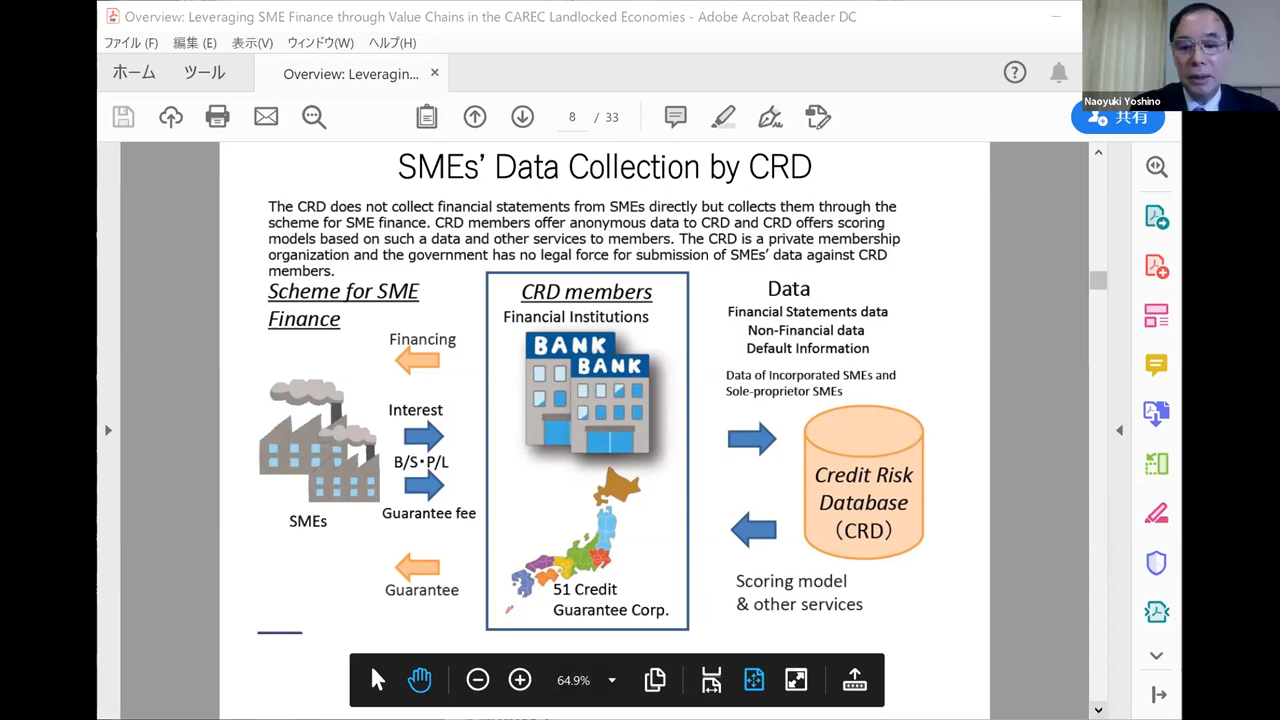 Overview: Leveraging SME Finance through Value Chains in the CAREC Landlocked Economies - Adobe Acrobat Reader DC
ファイル (F) 編集 (E) 表示(V) ウィンドウ(W) ヘルプ(H)
ホーム ツール Overview: Leveragin... ×
8 / 33
Naoyuki Yoshino
共有
SMEs' Data Collection by CRD
The CRD does not collect financial statements from SMEs directly but collects them through the
scheme for SME finance. CRD members offer anonymous data to CRD and CRD offers scoring
models based on such a data and other services to members. The CRD is a private membership
organization and the government has no legal force for submission of SMEs' data against CRD
members.
Scheme for SME
Finance
Financing
Interest
B/S・P/L
Guarantee fee
SMEs
Guarantee
CRD members
Financial Institutions
BANK
BANK
51 Credit
Guarantee Corp.
Data
Financial Statements data
Non-Financial data
Default Information
Data of Incorporated SMEs and
Sole-proprietor SMEs
Credit Risk
Database
（CRD）
Scoring model
& other services
64.9%